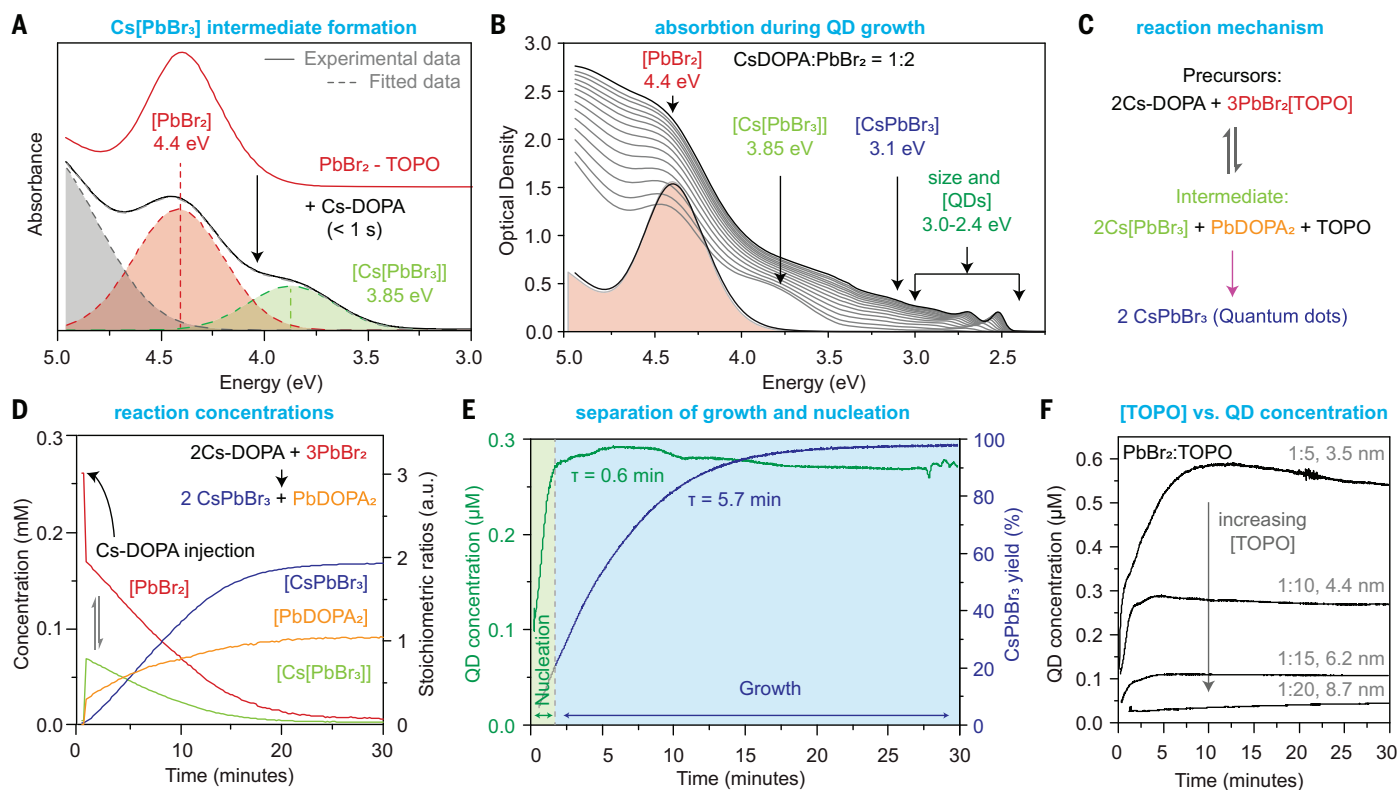 A
Cs[PbBr₃] intermediate formation
Experimental data
Fitted data
[PbBr₂]
4.4 eV
PbBr₂ - TOPO
+ Cs-DOPA
(< 1 s)
[Cs[PbBr₃]]
3.85 eV
Absorbance
5.0 4.5 4.0 3.5 3.0
Energy (eV)
B
absorbtion during QD growth
3.0
2.5
2.0
1.5
1.0
0.5
0.0
Optical Density
[PbBr₂]
4.4 eV
CsDOPA:PbBr₂ = 1:2
[Cs[PbBr₃]]
3.85 eV
[CsPbBr₃]
3.1 eV
size and
[QDs]
3.0-2.4 eV
5.0 4.5 4.0 3.5 3.0 2.5
Energy (eV)
C
reaction mechanism
Precursors:
2Cs-DOPA + 3PbBr₂[TOPO]
Intermediate:
2Cs[PbBr₃] + PbDOPA₂ + TOPO
2 CsPbBr₃ (Quantum dots)
D
reaction concentrations
0.3
0.2
0.1
0.0
Concentration (mM)
2Cs-DOPA + 3PbBr₂
2 CsPbBr₃ + PbDOPA₂
Cs-DOPA injection
[PbBr₂]
[CsPbBr₃]
[PbDOPA₂]
[Cs[PbBr₃]]
3
2
1
0
Stoichiometric ratios (a.u.)
0 10 20 30
Time (minutes)
E
separation of growth and nucleation
0.3
0.2
0.1
0.0
QD concentration (µM)
τ = 0.6 min
τ = 5.7 min
Nucleation
Growth
100
80
60
40
20
0
CsPbBr₃ yield (%)
0 5 10 15 20 25 30
Time (minutes)
F
[TOPO] vs. QD concentration
0.6
0.5
0.4
0.3
0.2
0.1
0.0
QD concentration (µM)
PbBr₂:TOPO
1:5, 3.5 nm
increasing
[TOPO]
1:10, 4.4 nm
1:15, 6.2 nm
1:20, 8.7 nm
0 5 10 15 20 25 30
Time (minutes)